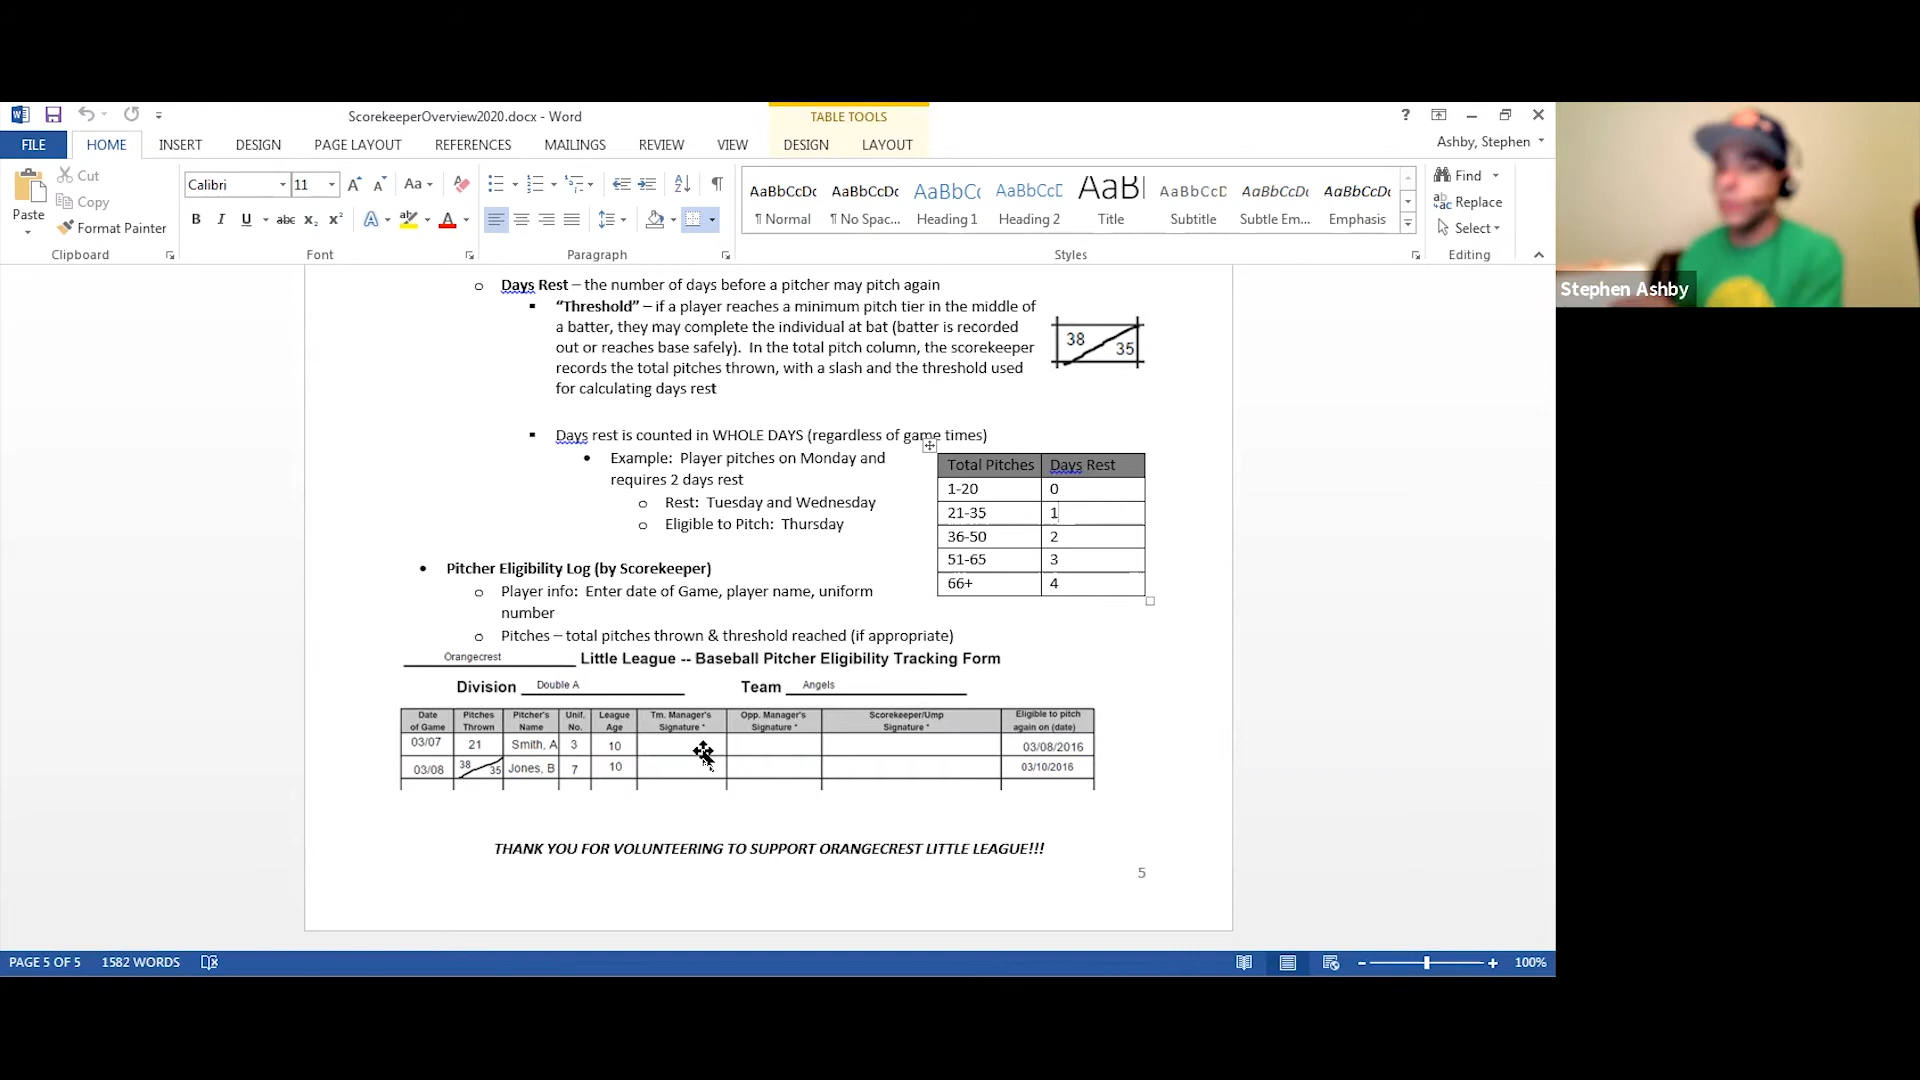 ScorekeeperOverview2020.docx - Word
TABLE TOOLS
?
FILE
HOME
INSERT
DESIGN
PAGE LAYOUT
REFERENCES
MAILINGS
REVIEW
VIEW
DESIGN
LAYOUT
Ashby, Stephen
Paste
Cut
Copy
Format Painter
Clipboard
Calibri
11
Font
Paragraph
AaBbCcDc
¶ Normal
AaBbCcDc
¶ No Spac...
AaBbC
Heading 1
AaBbCcD
Heading 2
AaB
Title
AaBbCcD
Subtitle
AaBbCcDc
Subtle Em...
AaBbCcDc
Emphasis
Styles
Find
Replace
Select
Editing
Stephen Ashby
o Days Rest – the number of days before a pitcher may pitch again
“Threshold” – if a player reaches a minimum pitch tier in the middle of
a batter, they may complete the individual at bat (batter is recorded
out or reaches base safely). In the total pitch column, the scorekeeper
records the total pitches thrown, with a slash and the threshold used
for calculating days rest
38 35
Days rest is counted in WHOLE DAYS (regardless of game times)
Example: Player pitches on Monday and
requires 2 days rest
o Rest: Tuesday and Wednesday
o Eligible to Pitch: Thursday
Total Pitches Days Rest
1-20 0
21-35 1
36-50 2
51-65 3
66+ 4
Pitcher Eligibility Log (by Scorekeeper)
o Player info: Enter date of Game, player name, uniform
number
o Pitches – total pitches thrown & threshold reached (if appropriate)
Orangecrest Little League -- Baseball Pitcher Eligibility Tracking Form
Division Double A Team Angels
Date of Game
Pitches Thrown
Pitcher's Name
Unif. No.
League Age
Tm. Manager's Signature *
Opp. Manager's Signature *
Scorekeeper/Ump Signature *
Eligible to pitch again on (date)
03/07 21 Smith, A 3 10 03/08/2016
03/08 38 35 Jones, B 7 10 03/10/2016
THANK YOU FOR VOLUNTEERING TO SUPPORT ORANGECREST LITTLE LEAGUE!!!
5
PAGE 5 OF 5
1582 WORDS
100%